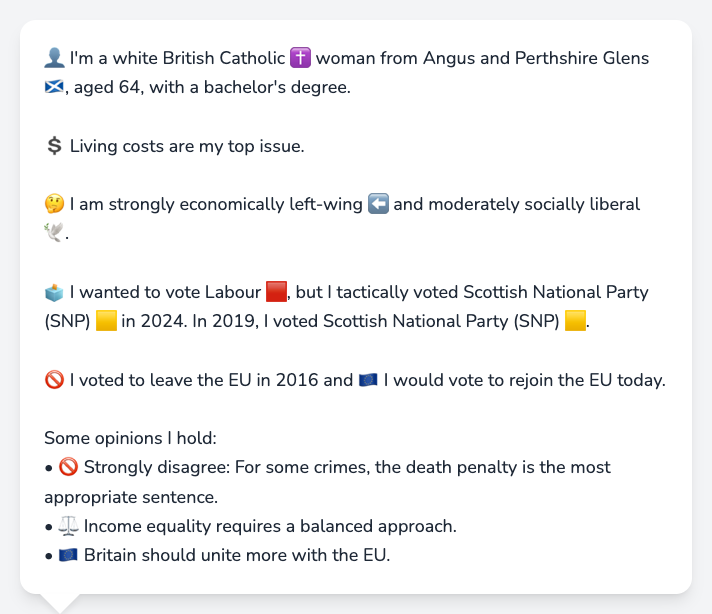 👤 I'm a white British Catholic ✝️ woman from Angus and Perthshire Glens
🏴󠁧󠁢󠁳󠁣󠁴󠁿, aged 64, with a bachelor's degree.
💲 Living costs are my top issue.
🤔 I am strongly economically left-wing ⬅️ and moderately socially liberal
🕊️.
🗳️ I wanted to vote Labour 🟥, but I tactically voted Scottish National Party
(SNP) 🟨 in 2024. In 2019, I voted Scottish National Party (SNP) 🟨.
🚫 I voted to leave the EU in 2016 and 🇪🇺 I would vote to rejoin the EU today.
Some opinions I hold:
• 🚫 Strongly disagree: For some crimes, the death penalty is the most
appropriate sentence.
• ⚖️ Income equality requires a balanced approach.
• 🇪🇺 Britain should unite more with the EU.